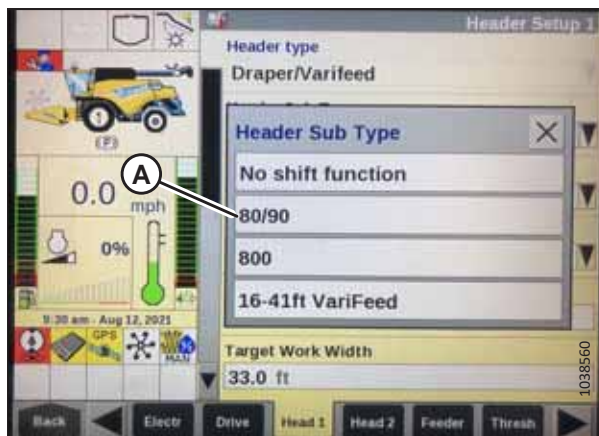 Header Setup 1
Header type
Draper/Varifeed
Header Sub Type
No shift function
80/90
800
16-41ft VariFeed
A
(P)
0.0 mph
0%
9:30 am - Aug 12, 2021
GPS
MAN
Target Work Width
33.0 ft
1038560
Back
Electr
Drive
Head 1
Head 2
Feeder
Thresh